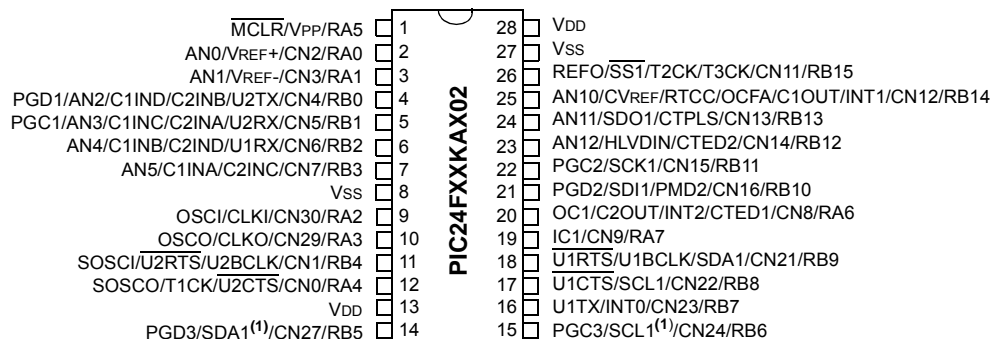 MCLR/VPP/RA5 1
AN0/VREF+/CN2/RA0 2
AN1/VREF-/CN3/RA1 3
PGD1/AN2/C1IND/C2INB/U2TX/CN4/RB0 4
PGC1/AN3/C1INC/C2INA/U2RX/CN5/RB1 5
AN4/C1INB/C2IND/U1RX/CN6/RB2 6
AN5/C1INA/C2INC/CN7/RB3 7
VSS 8
OSCI/CLKI/CN30/RA2 9
OSCO/CLKO/CN29/RA3 10
SOSCI/U2RTS/U2BCLK/CN1/RB4 11
SOSCO/T1CK/U2CTS/CN0/RA4 12
VDD 13
PGD3/SDA1(1)/CN27/RB5 14
PIC24FXXKAX02
28 VDD
27 VSS
26 REFO/SS1/T2CK/T3CK/CN11/RB15
25 AN10/CVREF/RTCC/OCFA/C1OUT/INT1/CN12/RB14
24 AN11/SDO1/CTPLS/CN13/RB13
23 AN12/HLVDIN/CTED2/CN14/RB12
22 PGC2/SCK1/CN15/RB11
21 PGD2/SDI1/PMD2/CN16/RB10
20 OC1/C2OUT/INT2/CTED1/CN8/RA6
19 IC1/CN9/RA7
18 U1RTS/U1BCLK/SDA1/CN21/RB9
17 U1CTS/SCL1/CN22/RB8
16 U1TX/INT0/CN23/RB7
15 PGC3/SCL1(1)/CN24/RB6